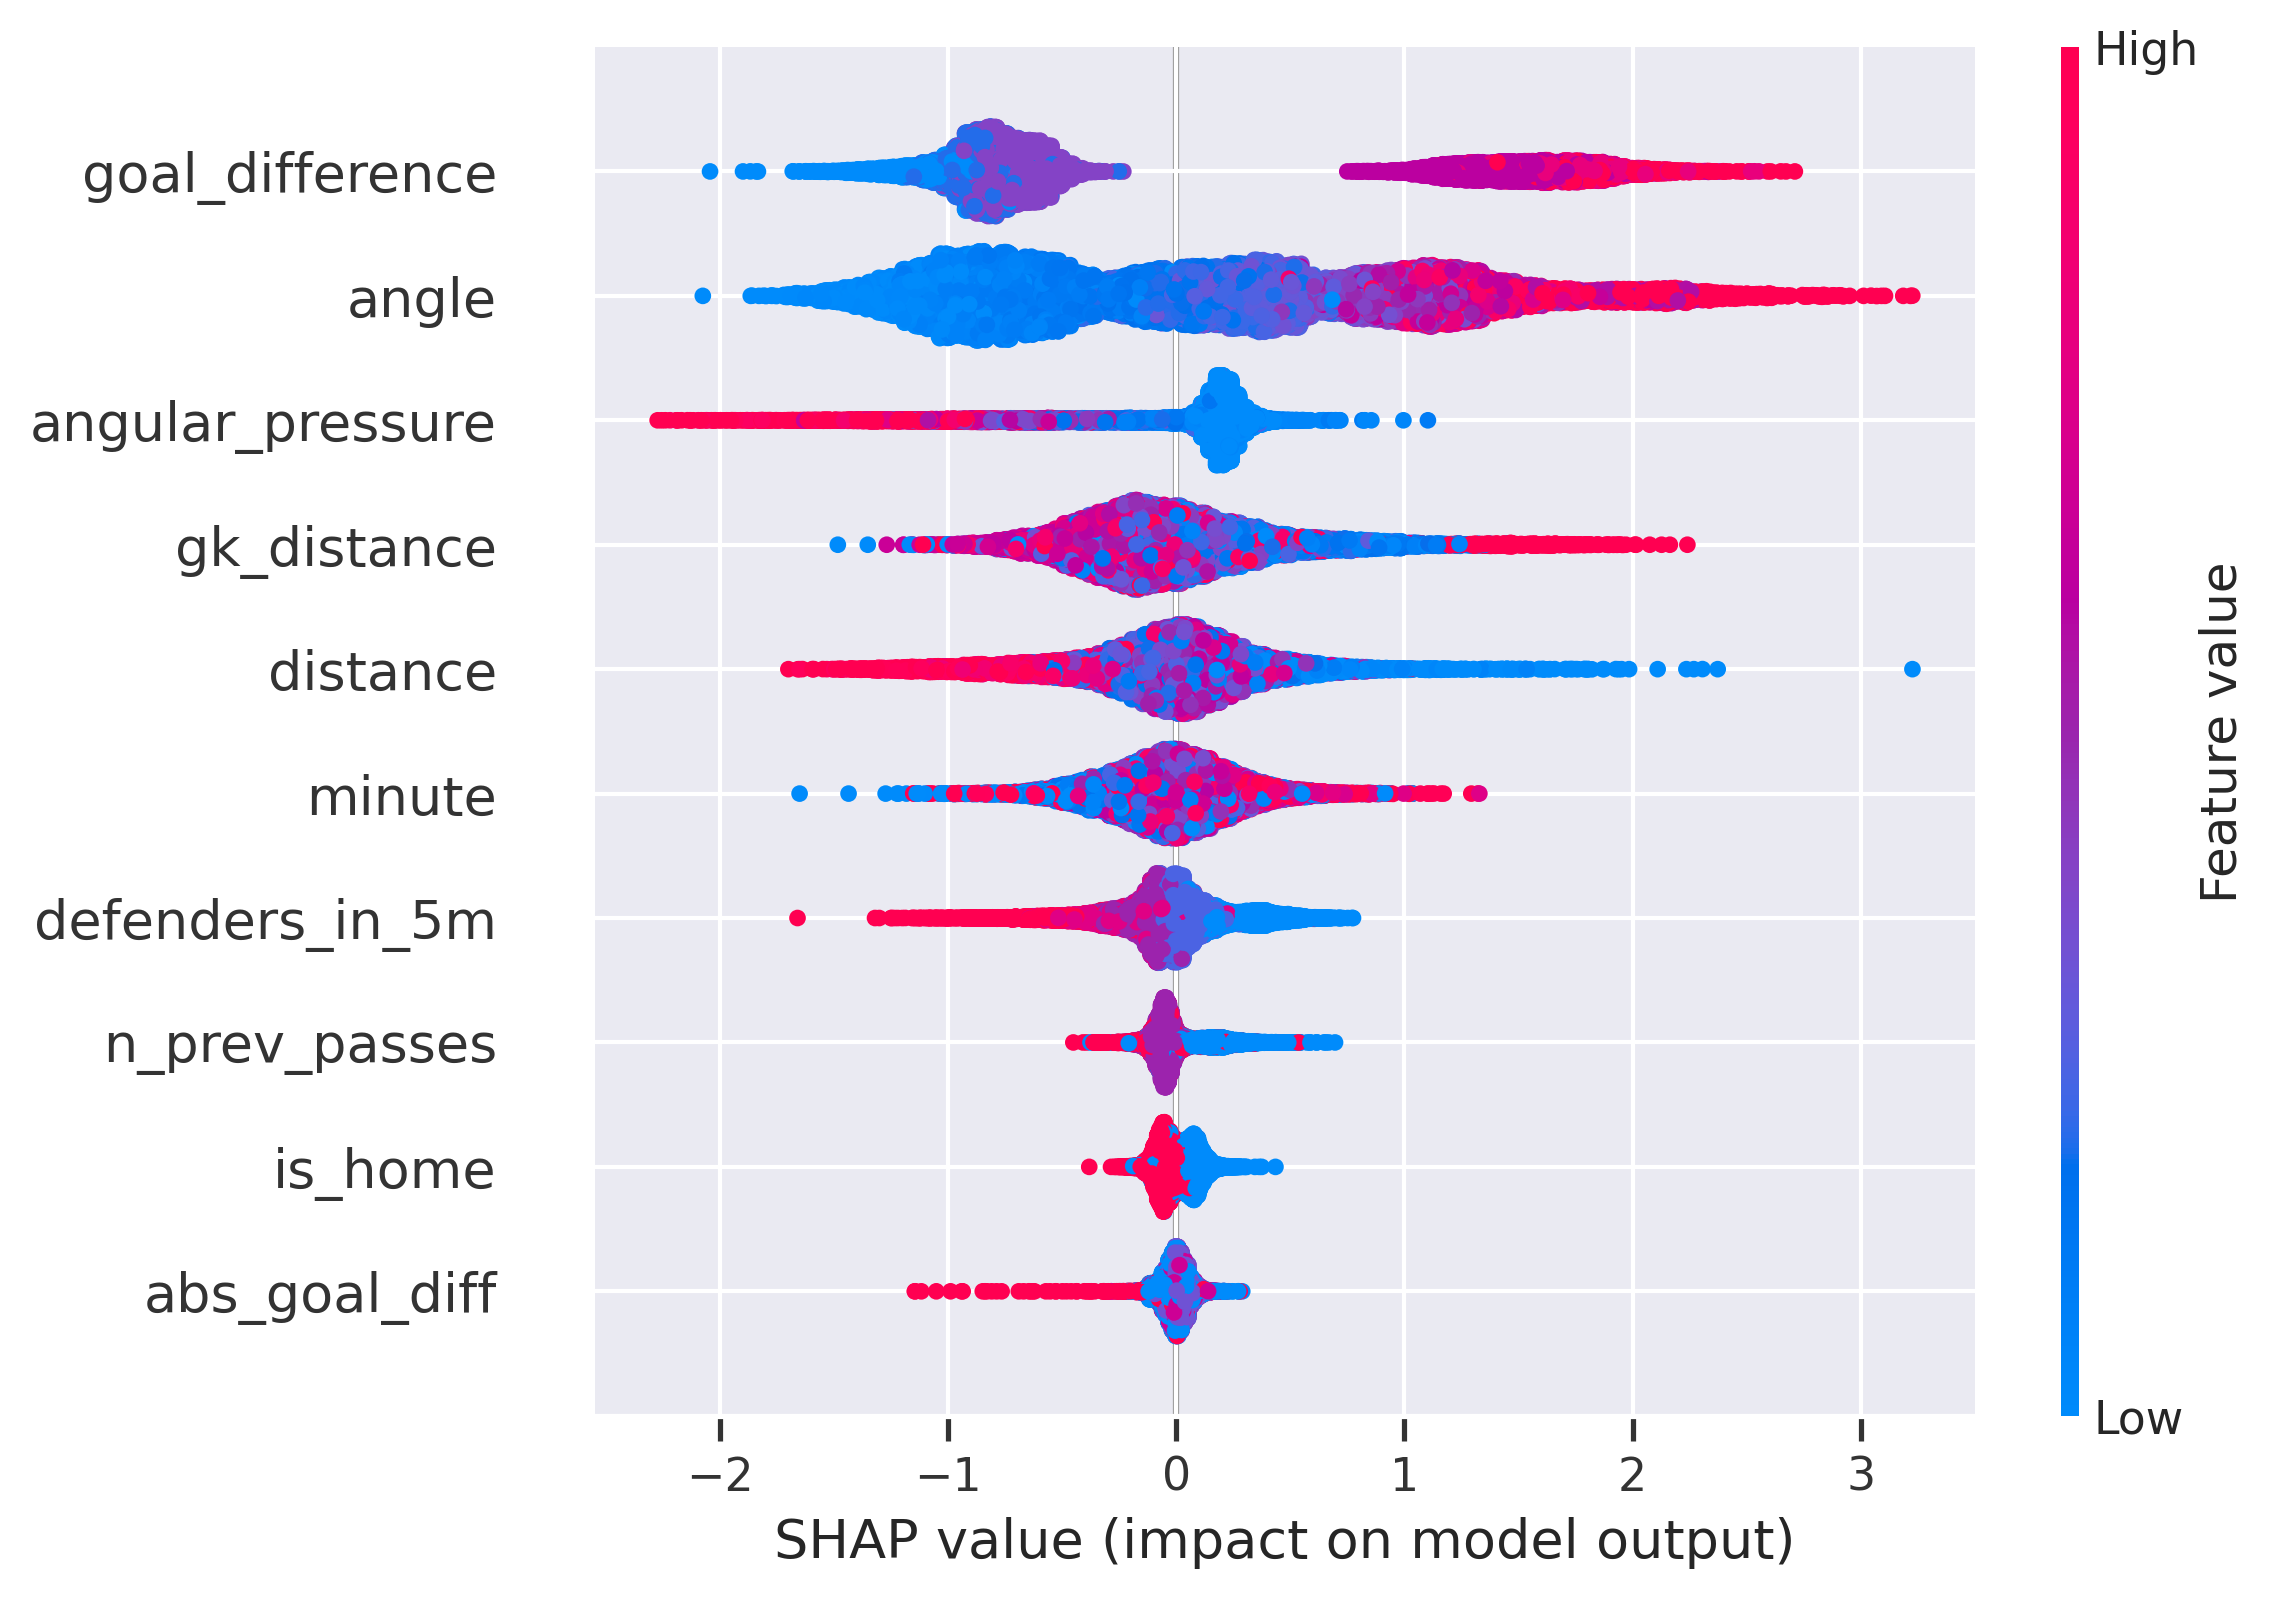 High
goal_difference
angle
angular_pressure
gk_distance
distance
minute
defenders_in_5m
n_prev_passes
is_home
abs_goal_diff
Feature value
Low
−2 −1 0 1 2 3
SHAP value (impact on model output)